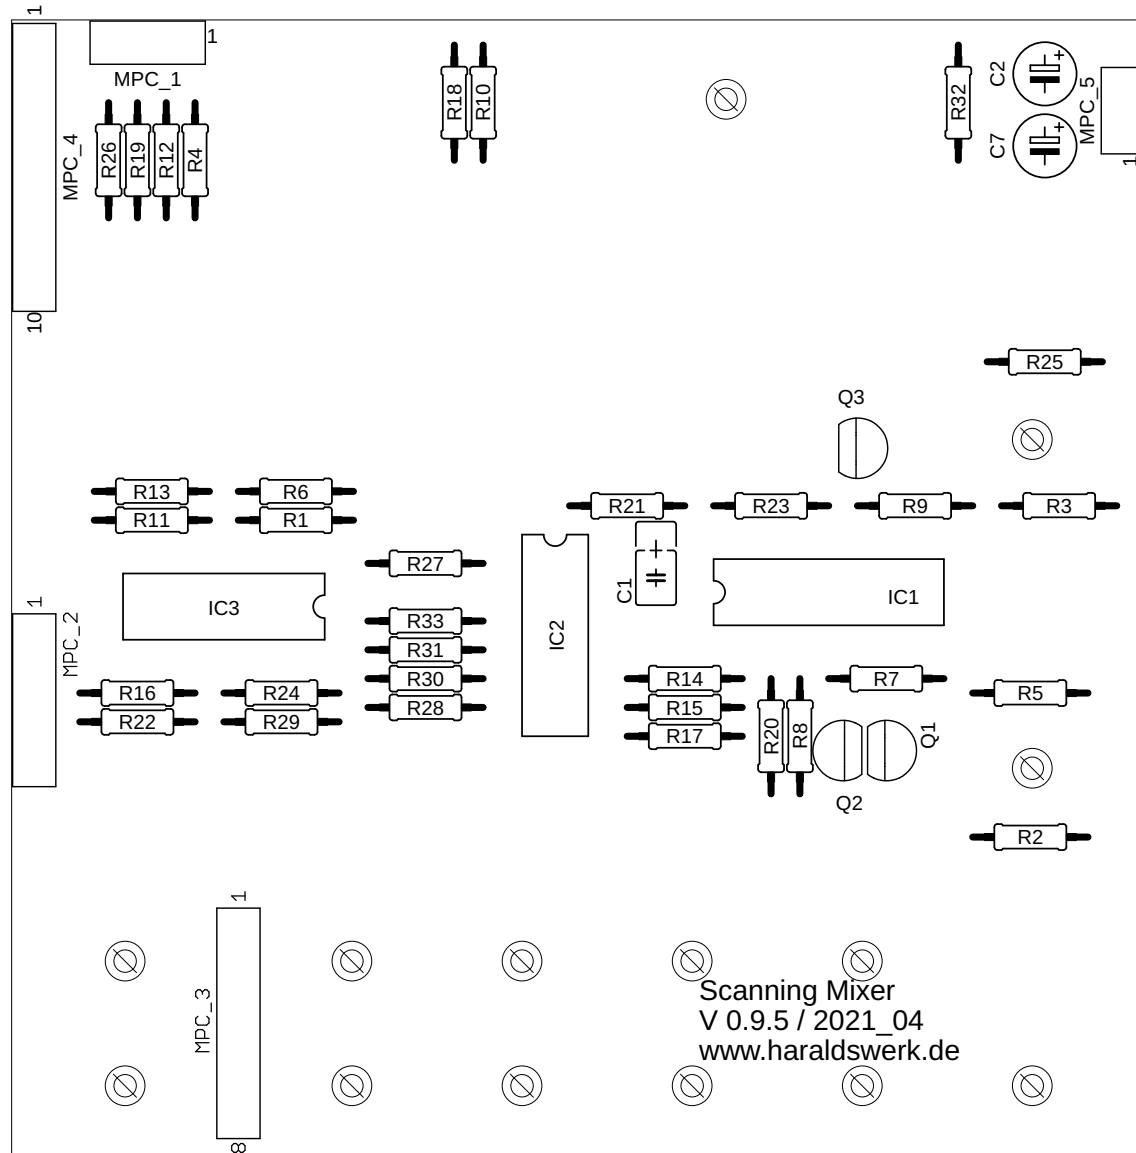 1
1
MPC_1
MPC_4
R26
R19
R12
R4
10
R18
R10
R32
C2
+
C7
+
MPC_5
1
R25
Q3
R13
R6
R11
R1
R21
R23
R9
R3
R27
C1
IC3
IC2
IC1
1
MPC_2
R33
R31
R30
R28
R16
R24
R22
R29
R14
R15
R17
R20
R8
R7
R5
Q1
Q2
R2
1
MPC_3
8
Scanning Mixer
V 0.9.5 / 2021_04
www.haraldswerk.de